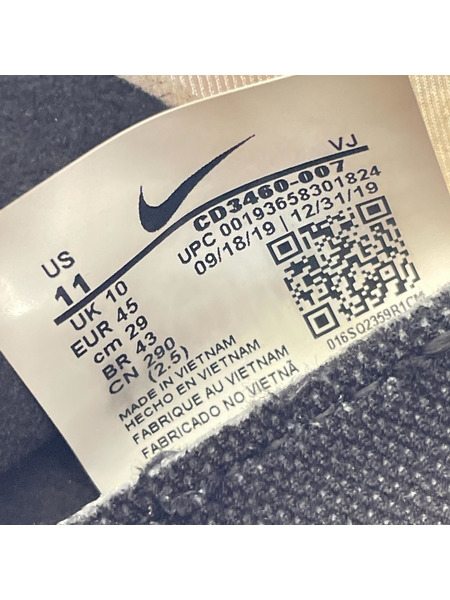 VJ
CD3460-007
UPC 00193658301824
09/18/19 | 12/31/19
US
11
UK 10
EUR 45
cm 29
BR 43
CN 290
(2.5)
MADE IN VIETNAM
HECHO EN VIETNAM
FABRIQUE AU VIETNAM
FABRICADO NO VIETNÃ
016SO2359R1CM